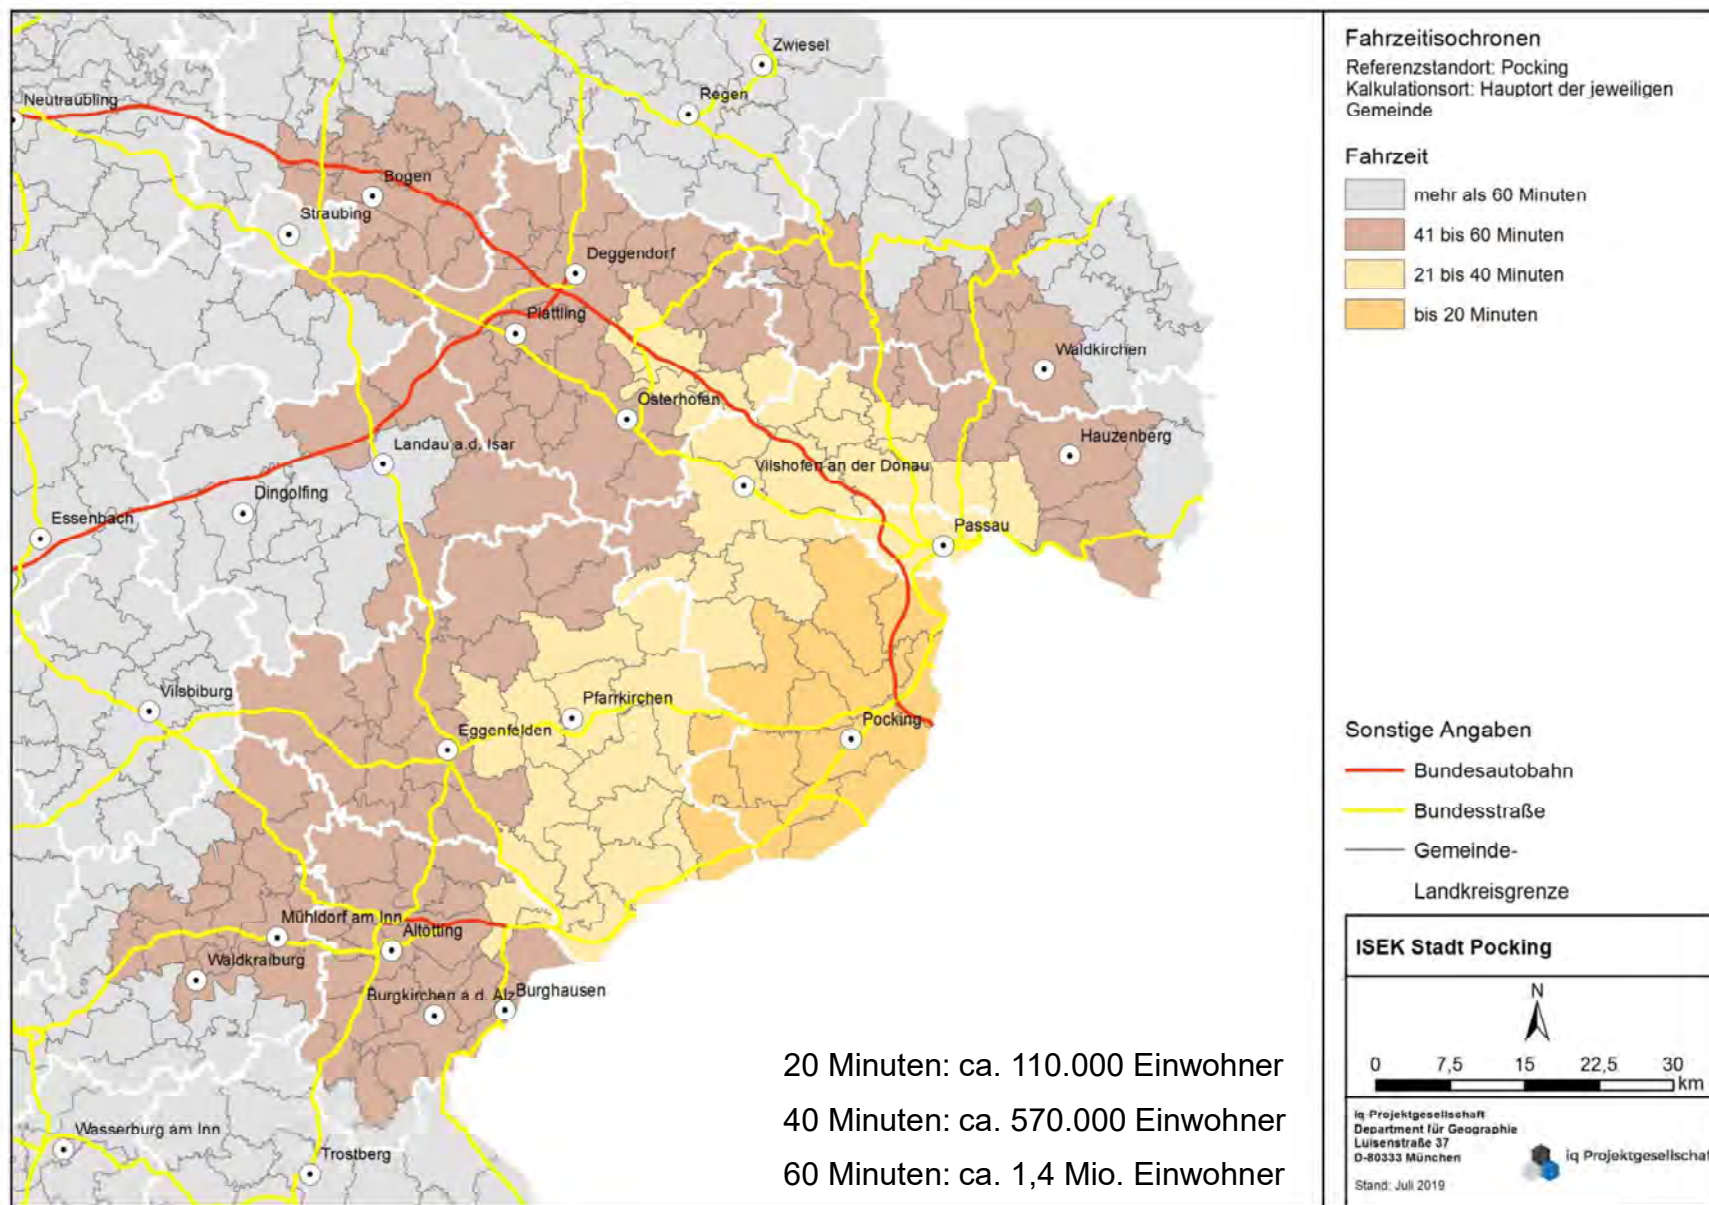 Zwiesel
Regen
Neutraubling
Bogen
Straubing
Deggendorf
Plattling
Waldkirchen
Osterhofen
Hauzenberg
Landau a.d. Isar
Vilshofen an der Donau
Dingolfing
Essenbach
Passau
Vilsbiburg
Pfarrkirchen
Eggenfelden
Pocking
Mühldorf am Inn
Altötting
Waldkraiburg
Burgkirchen a.d. Alz
Burghausen
Wasserburg am Inn
Trostberg
20 Minuten: ca. 110.000 Einwohner
40 Minuten: ca. 570.000 Einwohner
60 Minuten: ca. 1,4 Mio. Einwohner
Fahrzeitisochronen
Referenzstandort: Pocking
Kalkulationsort: Hauptort der jeweiligen
Gemeinde
Fahrzeit
mehr als 60 Minuten
41 bis 60 Minuten
21 bis 40 Minuten
bis 20 Minuten
Sonstige Angaben
Bundesautobahn
Bundesstraße
Gemeinde-
Landkreisgrenze
ISEK Stadt Pocking
N
0 7,5 15 22,5 30
km
iq-Projektgesellschaft
Department für Geographie
Luisenstraße 37
D-80333 München
iq Projektgesellschaf
Stand: Juli 2019